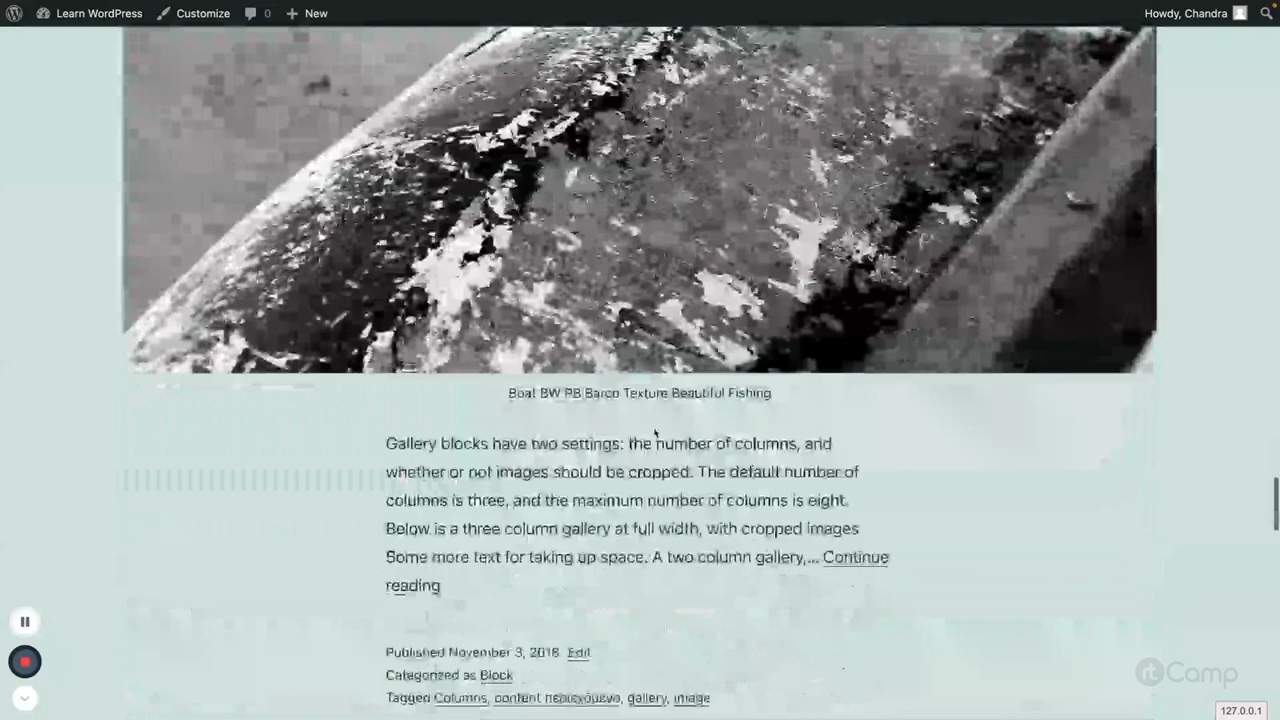 Learn WordPress Customize 0 New Howdy, Chandra
Boat BW PB Barco Texture Beautiful Fishing
Gallery blocks have two settings: the number of columns, and
whether or not images should be cropped. The default number of
columns is three, and the maximum number of columns is eight.
Below is a three column gallery at full width, with cropped images
Some more text for taking up space. A two column gallery,... Continue
reading
Published November 3, 2018 Edit
Categorized as Block
Tagged Columns, content gallery, image
rtCamp
127.0.0.1